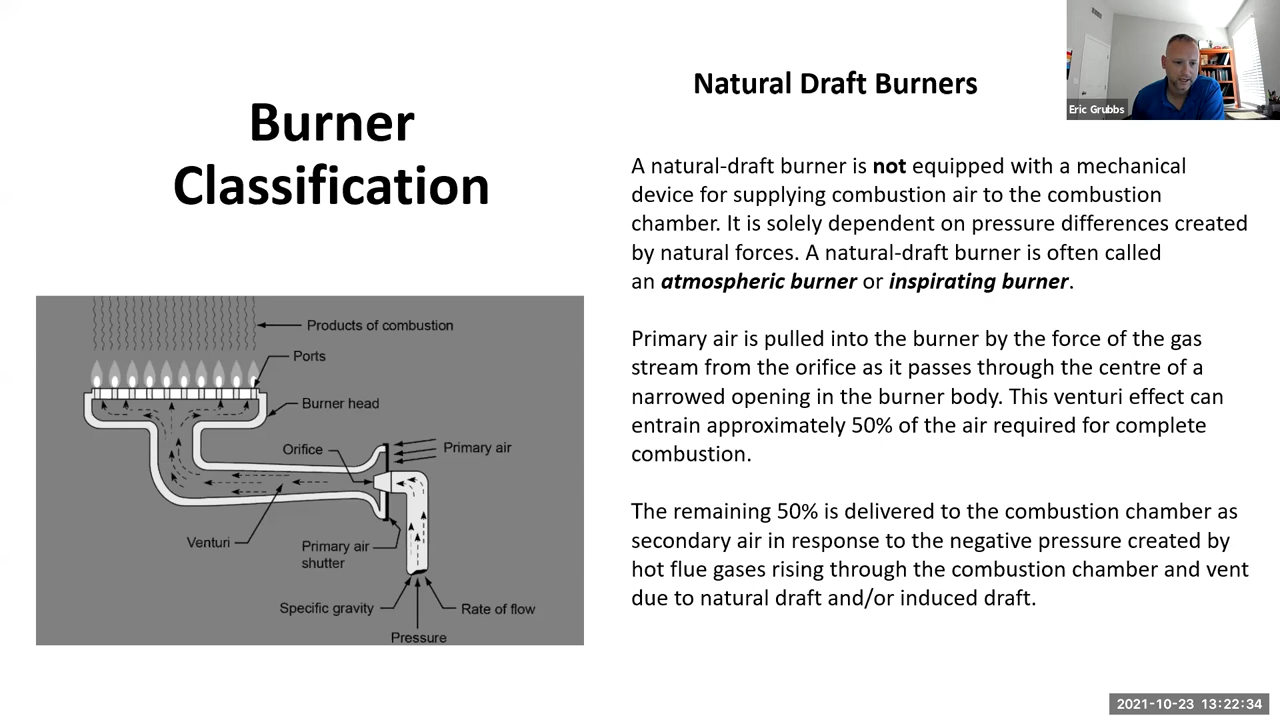 Burner
Classification
Natural Draft Burners
Eric Grubbs
A natural-draft burner is not equipped with a mechanical
device for supplying combustion air to the combustion
chamber. It is solely dependent on pressure differences created
by natural forces. A natural-draft burner is often called
an atmospheric burner or inspirating burner.
Primary air is pulled into the burner by the force of the gas
stream from the orifice as it passes through the centre of a
narrowed opening in the burner body. This venturi effect can
entrain approximately 50% of the air required for complete
combustion.
The remaining 50% is delivered to the combustion chamber as
secondary air in response to the negative pressure created by
hot flue gases rising through the combustion chamber and vent
due to natural draft and/or induced draft.
Products of combustion
Ports
Burner head
Orifice
Primary air
Venturi
Primary air
shutter
Specific gravity
Rate of flow
Pressure
2021-10-23 13:22:34